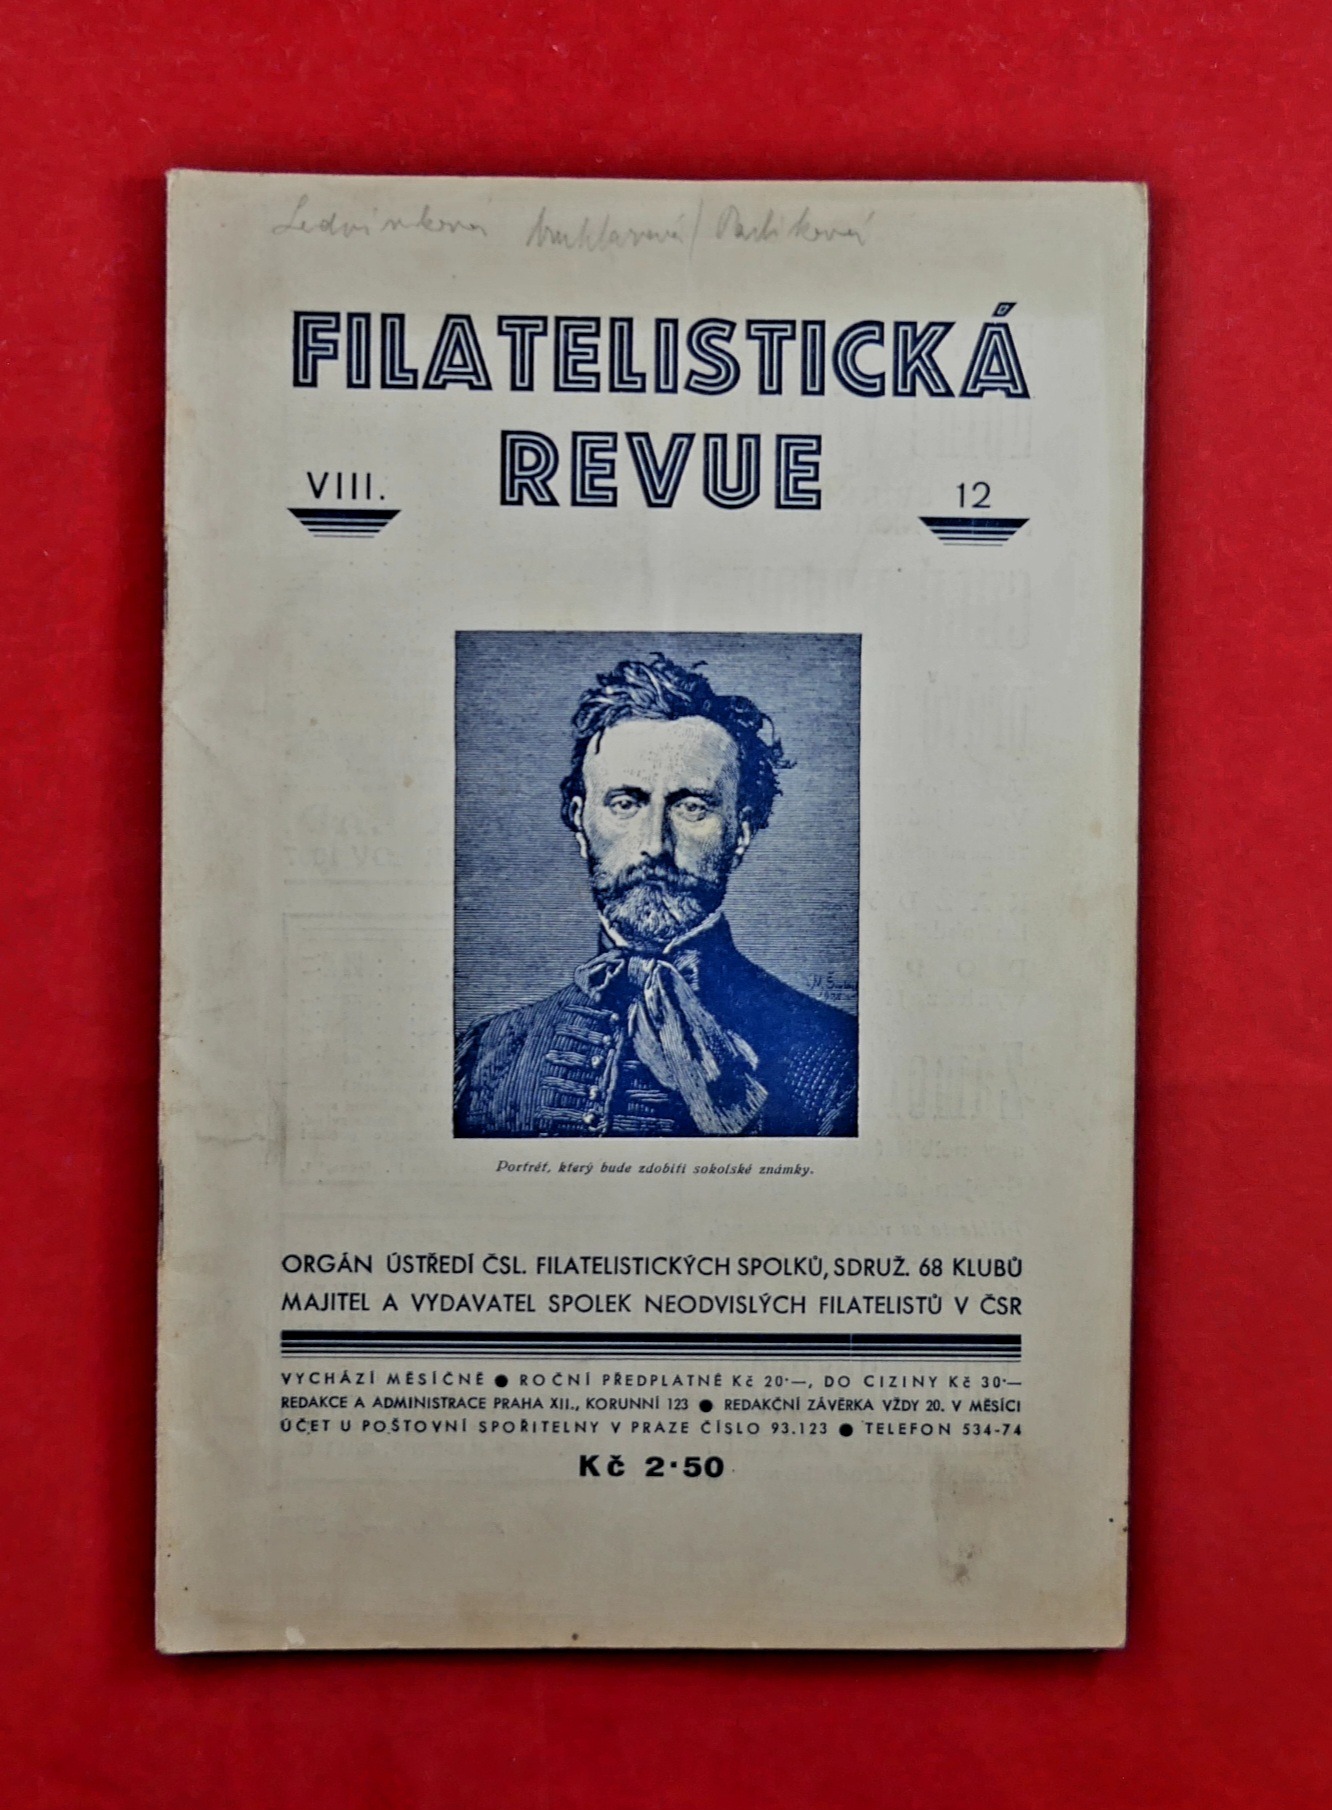 Ledvinková
FILATELISTICKÁ
REVUE
VIII.
12
Portrét, který bude zdobiti sokolské známky.
ORGÁN ÚSTŘEDÍ ČSL. FILATELISTICKÝCH SPOLKŮ, SDRUŽ. 68 KLUBŮ
MAJITEL A VYDAVATEL SPOLEK NEODVISLÝCH FILATELISTŮ V ČSR
VYCHÁZÍ MĚSÍČNĚ ● ROČNÍ PŘEDPLATNÉ Kč 20·—, DO CIZINY Kč 30·—
REDAKCE A ADMINISTRACE PRAHA XII., KORUNNÍ 123 ● REDAKČNÍ ZÁVĚRKA VŽDY 20. V MĚSÍCI
ÚČET U POŠTOVNÍ SPOŘITELNY V PRAZE ČÍSLO 93.123 ● TELEFON 534-74
Kč 2·50